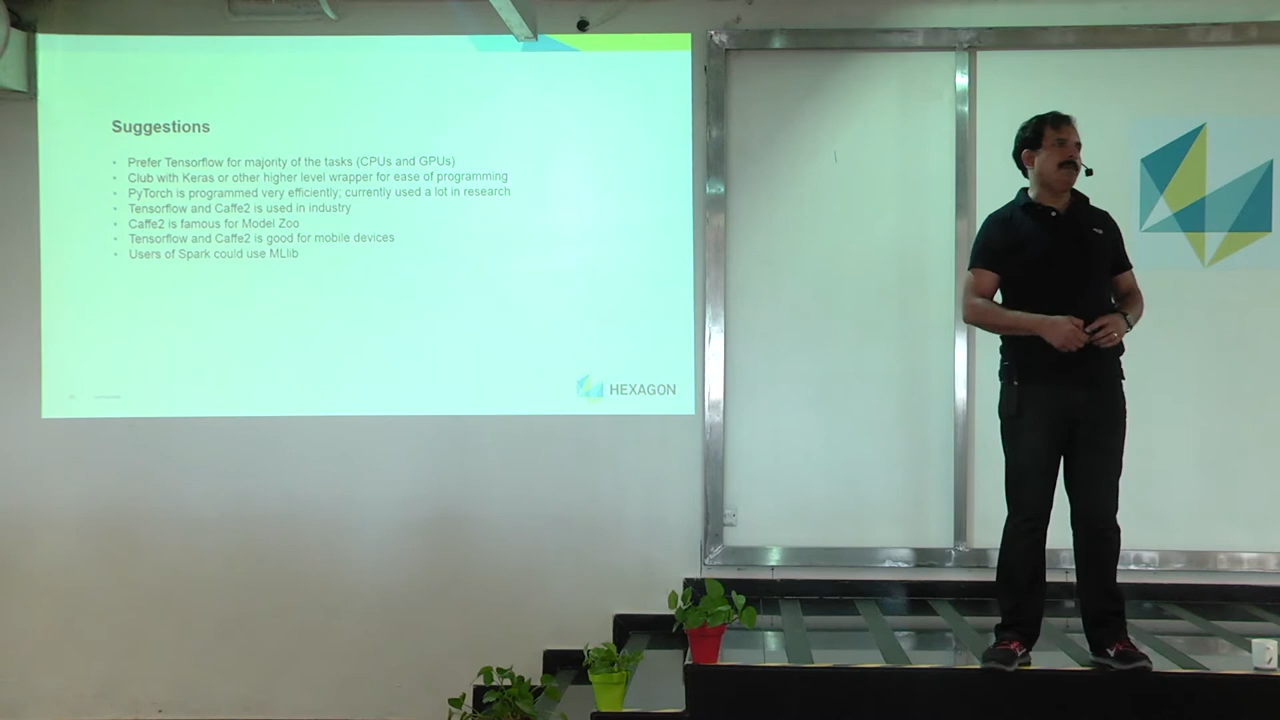 Suggestions
• Prefer Tensorflow for majority of the tasks (CPUs and GPUs)
• Club with Keras or other higher level wrapper for ease of programming
• PyTorch is programmed very efficiently; currently used a lot in research
• Tensorflow and Caffe2 is used in industry
• Caffe2 is famous for Model Zoo
• Tensorflow and Caffe2 is good for mobile devices
• Users of Spark could use MLlib
HEXAGON